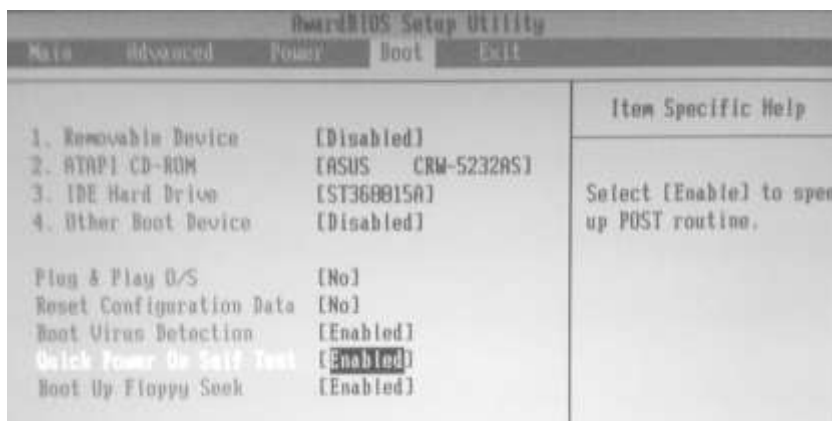 AwardBIOS Setup Utility
Main Advanced Power Boot Exit
Item Specific Help
1. Removable Device [Disabled]
2. ATAPI CD-ROM [ASUS CRW-5232AS]
3. IDE Hard Drive [ST360015A]
4. Other Boot Device [Disabled]
Select [Enable] to speed
up POST routine.
Plug & Play O/S [No]
Reset Configuration Data [No]
Boot Virus Detection [Enabled]
Quick Power On Self Test [Enabled]
Boot Up Floppy Seek [Enabled]